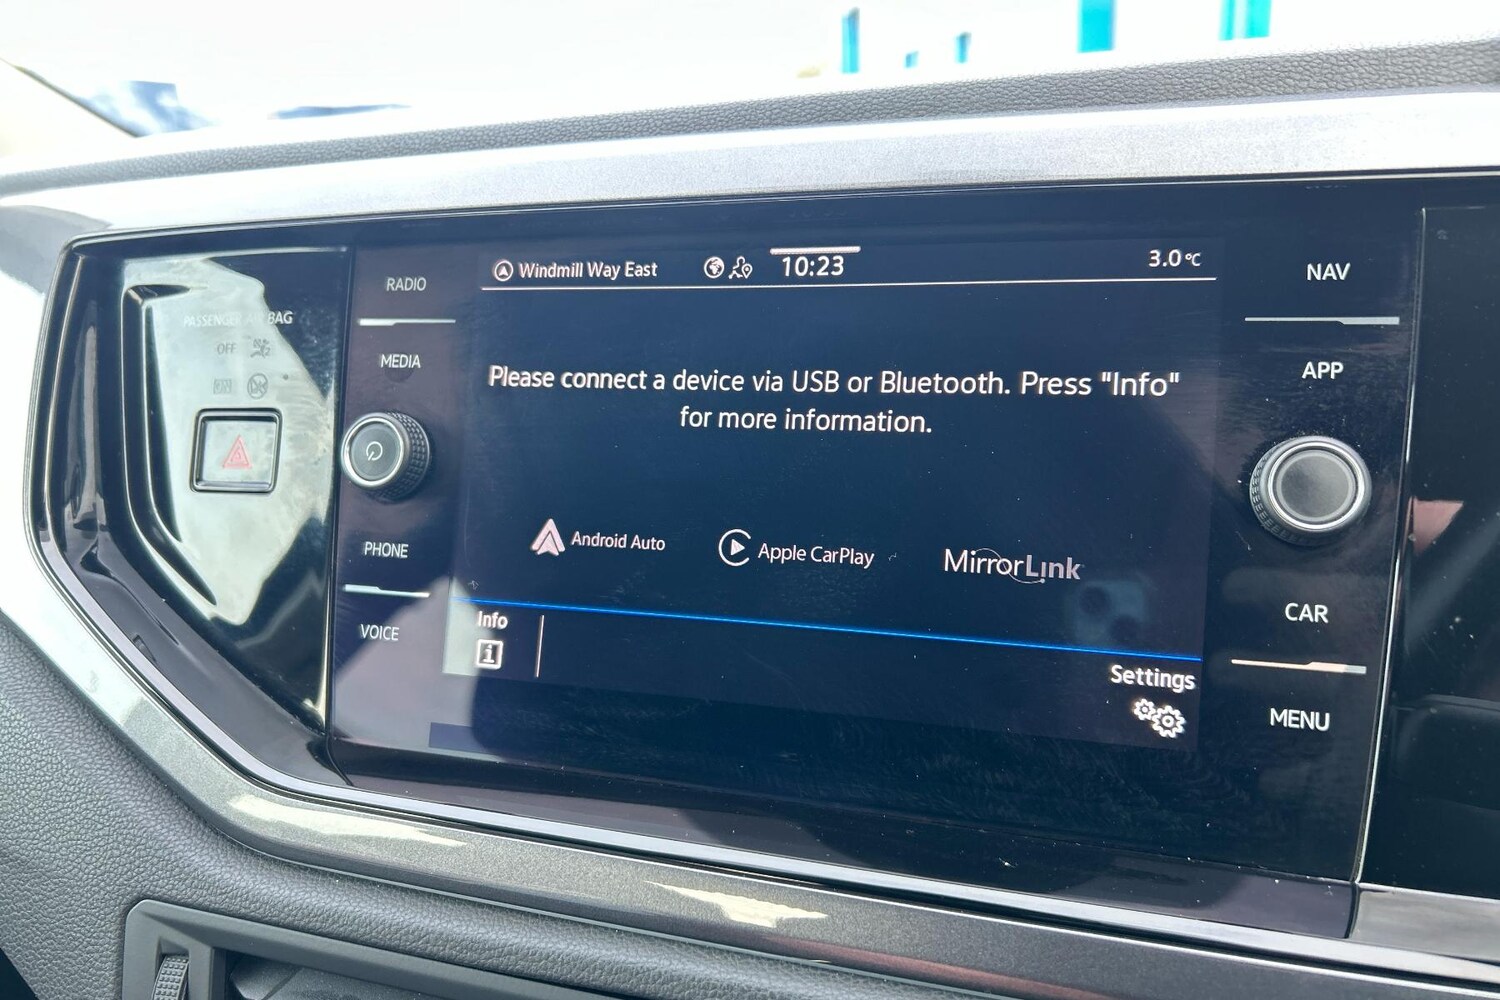 PASSENGER AIR BAG
OFF
ON
RADIO
MEDIA
PHONE
VOICE
Windmill Way East
10:23
3.0°C
Please connect a device via USB or Bluetooth. Press "Info"
for more information.
Android Auto
Apple CarPlay
MirrorLink
Info
i
Settings
NAV
APP
CAR
MENU